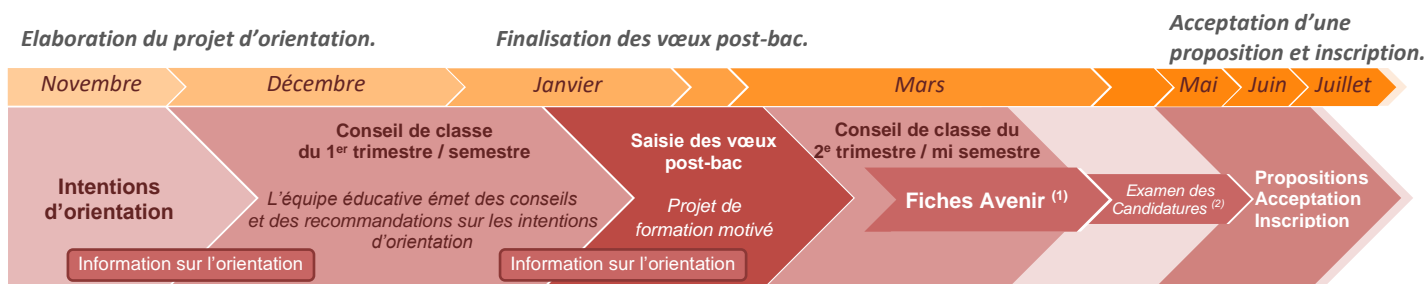 Elaboration du projet d'orientation.
Finalisation des vœux post-bac.
Acceptation d'une
proposition et inscription.
Novembre
Décembre
Janvier
Mars
Mai
Juin
Juillet
Intentions
d'orientation
Conseil de classe
du 1er trimestre / semestre
L'équipe éducative émet des conseils
et des recommandations sur les intentions
d'orientation
Saisie des vœux
post-bac
Projet de
formation motivé
Conseil de classe du
2e trimestre / mi semestre
Fiches Avenir (1)
Examen des
Candidatures (2)
Propositions
Acceptation
Inscription
Information sur l'orientation
Information sur l'orientation